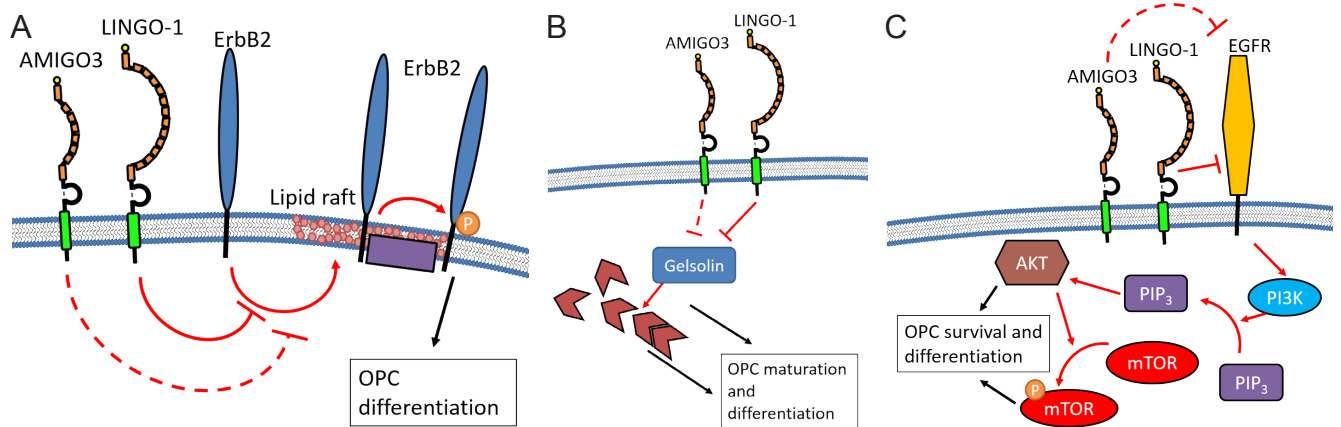 A
LINGO-1
AMIGO3
ErbB2
ErbB2
Lipid raft
P
OPC
differentiation
B
LINGO-1
AMIGO3
Gelsolin
OPC maturation
and
differentiation
C
EGFR
LINGO-1
AMIGO3
AKT
PIP3
PI3K
OPC survival and
differentiation
mTOR
PIP3
P
mTOR